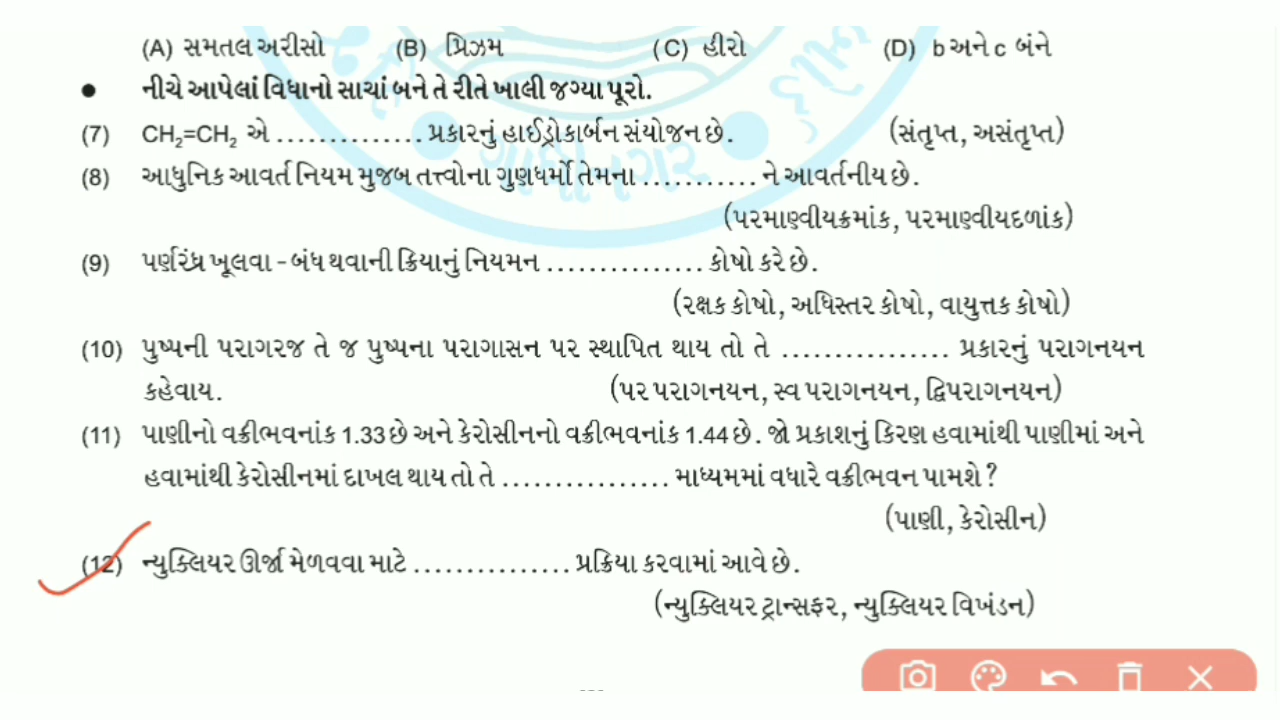 (A) સમતલ અરીસો (B) પ્રિઝમ (C) હીરો (D) b અને c બંને
● નીચે આપેલાં વિધાનો સાચાં બને તે રીતે ખાલી જગ્યા પૂરો.
(7) CH₂=CH₂ એ .............. પ્રકારનું હાઈડ્રોકાર્બન સંયોજન છે. (સંતૃપ્ત, અસંતૃપ્ત)
(8) આધુનિક આવર્ત નિયમ મુજબ તત્ત્વોના ગુણધર્મો તેમના ........... ને આવર્તનીય છે.
(પરમાણ્વીયક્રમાંક, પરમાણ્વીયદળાંક)
(9) પર્ણરંધ્ર ખૂલવા - બંધ થવાની ક્રિયાનું નિયમન ............... કોષો કરે છે.
(રક્ષક કોષો, અધિસ્તર કોષો, વાયુત્તક કોષો)
(10) પુષ્પની પરાગરજ તે જ પુષ્પના પરાગાસન પર સ્થાપિત થાય તો તે ................ પ્રકારનું પરાગનયન
કહેવાય. (પર પરાગનયન, સ્વ પરાગનયન, દ્વિપરાગનયન)
(11) પાણીનો વક્રીભવનાંક 1.33 છે અને કેરોસીનનો વક્રીભવનાંક 1.44 છે. જો પ્રકાશનું કિરણ હવામાંથી પાણીમાં અને
હવામાંથી કેરોસીનમાં દાખલ થાય તો તે ................ માધ્યમમાં વધારે વક્રીભવન પામશે ?
(પાણી, કેરોસીન)
(12) ન્યુક્લિયર ઊર્જા મેળવવા માટે ............... પ્રક્રિયા કરવામાં આવે છે.
(ન્યુક્લિયર ટ્રાન્સફર, ન્યુક્લિયર વિખંડન)
ગાંધીનગર